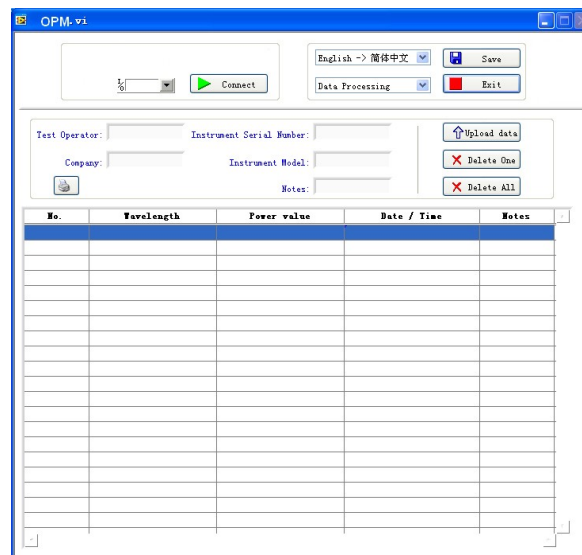 OPM.vi
English -> 简体中文
Save
I/O
Connect
Data Processing
Exit
Test Operator:
Instrument Serial Number:
Upload data
Company:
Instrument Model:
Delete One
Notes:
Delete All
No. Wavelength Power value Date / Time Notes